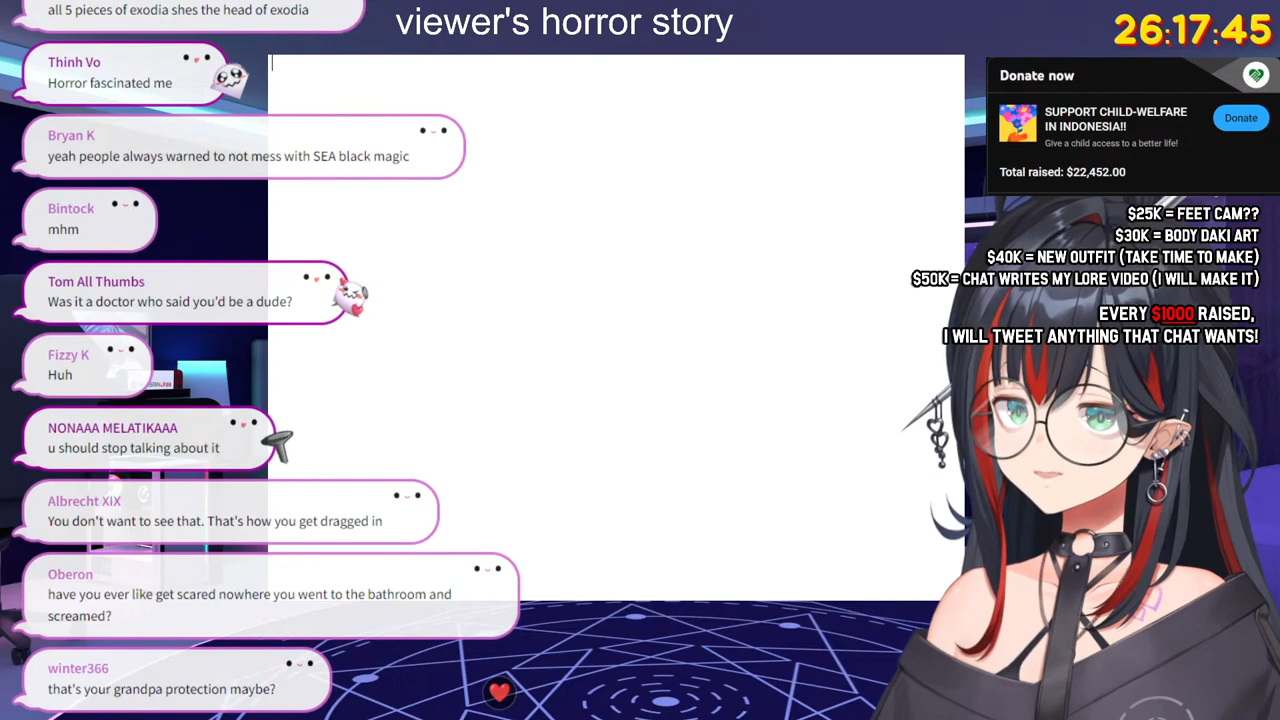 all 5 pieces of exodia shes the head of exodia
Thinh Vo
Horror fascinated me
Bryan K
yeah people always warned to not mess with SEA black magic
Bintock
mhm
Tom All Thumbs
Was it a doctor who said you'd be a dude?
Fizzy K
Huh
NONAAA MELATIKAAA
u should stop talking about it
Albrecht XIX
You don't want to see that. That's how you get dragged in
Oberon
have you ever like get scared nowhere you went to the bathroom and
screamed?
winter366
that's your grandpa protection maybe?
viewer's horror story
26:17:45
Donate now
SUPPORT CHILD-WELFARE
IN INDONESIA!!
Give a child access to a better life!
Donate
Total raised: $22,452.00
$25K = FEET CAM??
$30K = BODY DAKI ART
$40K = NEW OUTFIT (TAKE TIME TO MAKE)
$50K = CHAT WRITES MY LORE VIDEO (I WILL MAKE IT)
EVERY $1000 RAISED,
I WILL TWEET ANYTHING THAT CHAT WANTS!